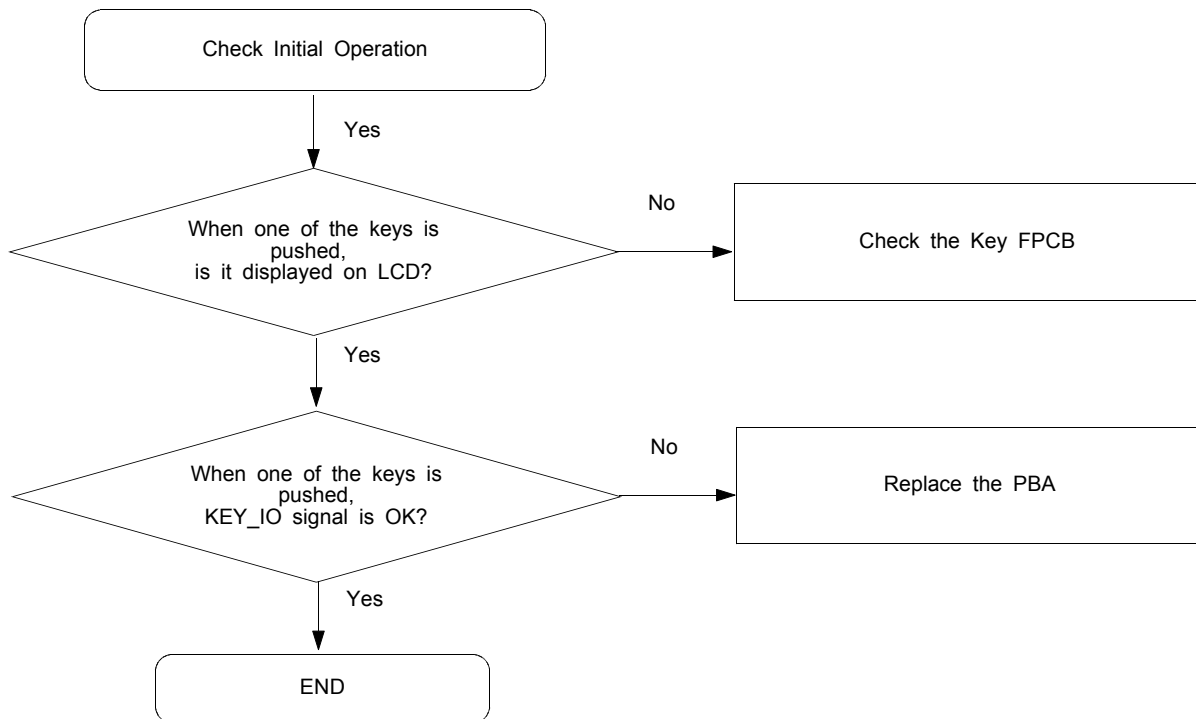 Check Initial Operation
Yes
When one of the keys is
pushed,
is it displayed on LCD?
No
Check the Key FPCB
Yes
When one of the keys is
pushed,
KEY_IO signal is OK?
No
Replace the PBA
Yes
END